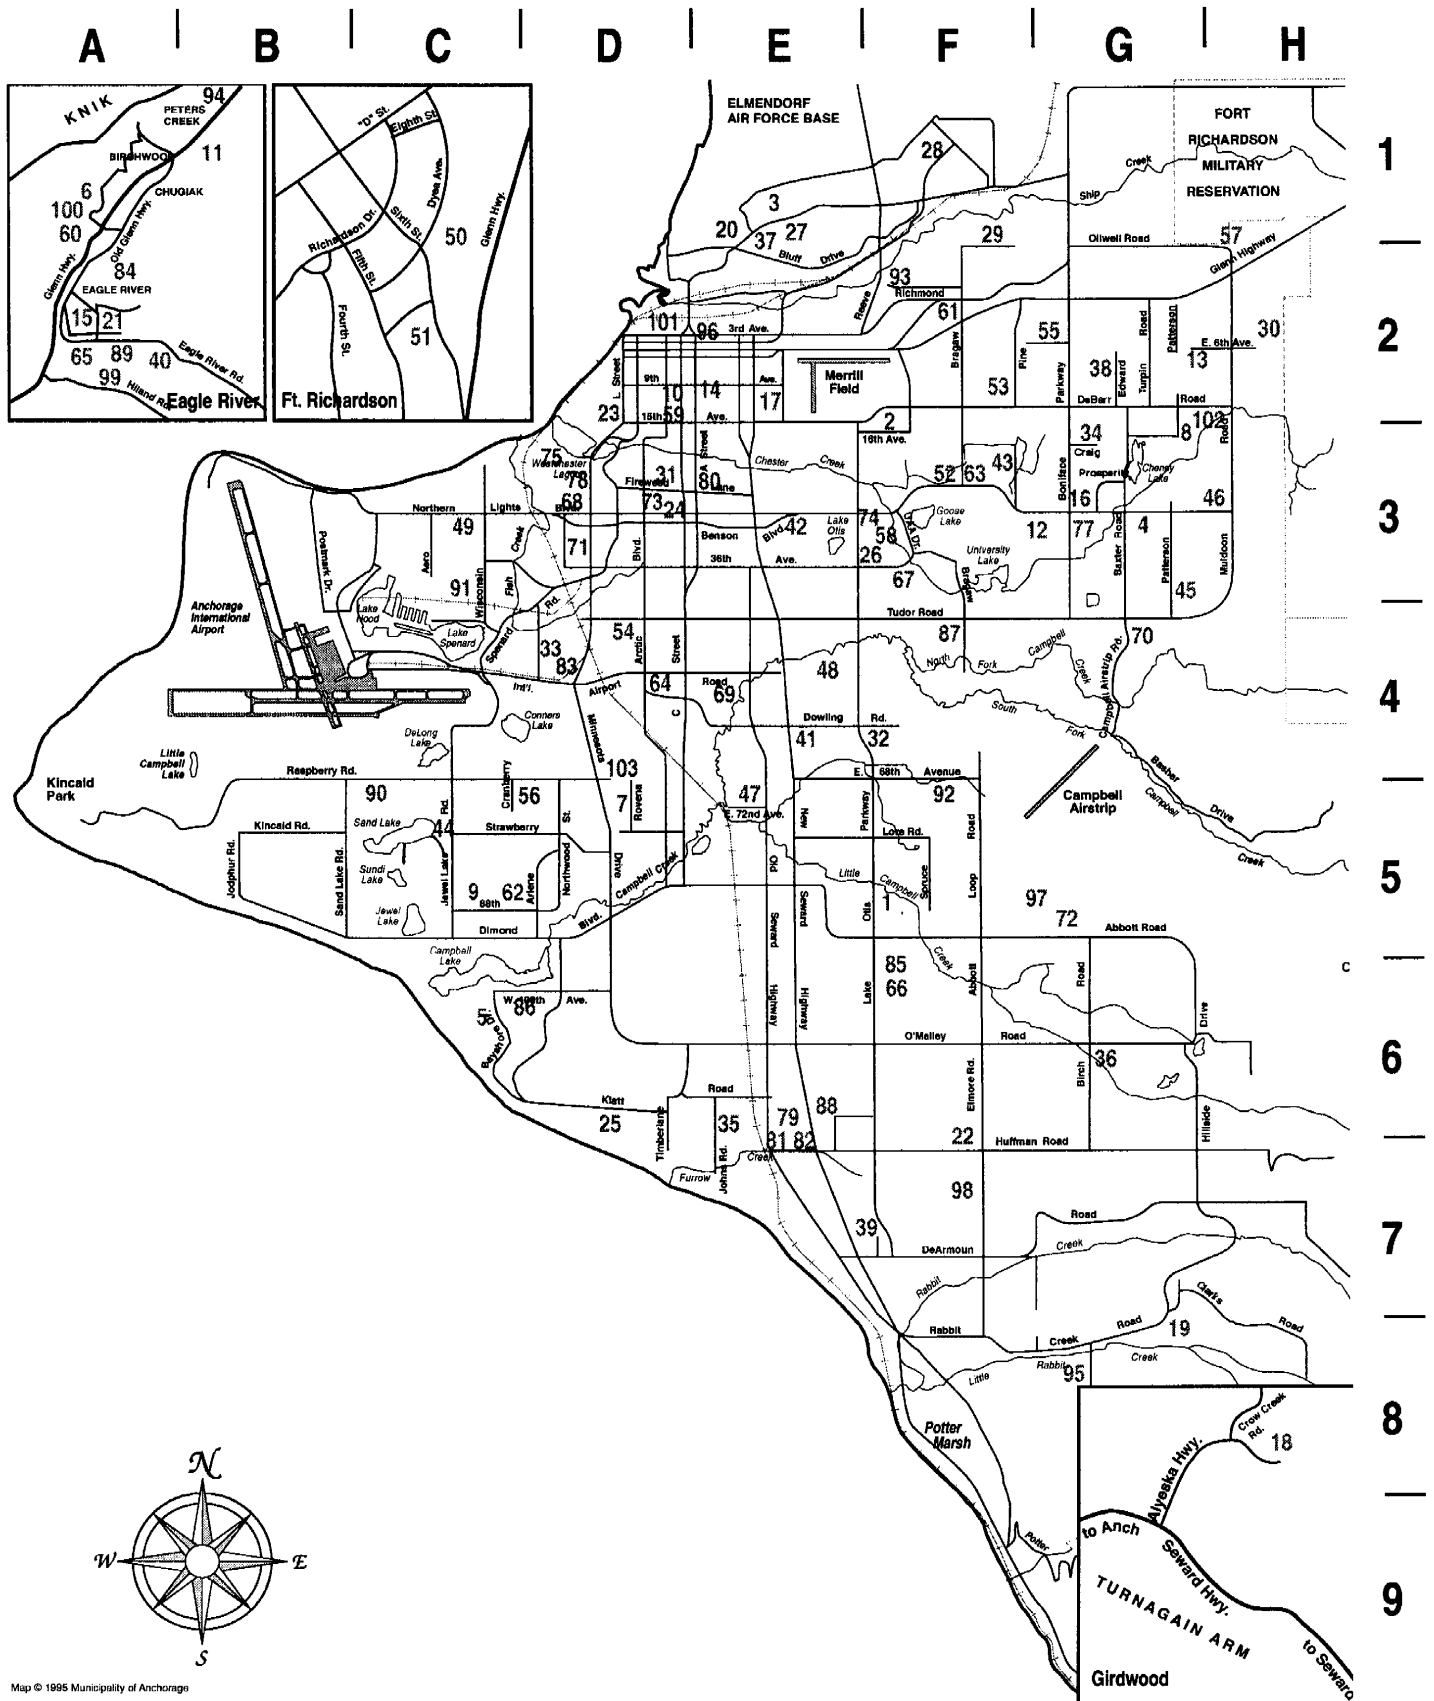 A B C D E F G H
1
2
3
4
5
6
7
8
9
KNIK
94
PETERS
CREEK
BIRCHWOOD
11
6
CHUGIAK
100
60
Old Glenn Hwy.
Glenn Hwy.
84
EAGLE RIVER
15 21
65 89 40
Eagle River Rd.
99
Hiland Rd.
Eagle River
"D" St.
Eighth St.
Dyea Ave.
Sixth St.
Richardson Dr.
Fifth St.
50
Glenn Hwy.
Fourth St.
51
Ft. Richardson
ELMENDORF
AIR FORCE BASE
FORT
RICHARDSON
MILITARY
RESERVATION
28
Ship
Creek
3
20
37
27
Bluff Drive
29
Oilwell Road
57
Glenn Highway
93
Richmond
Reeve
61
101
96
3rd Ave.
Bragaw
Pine
55
Parkway
38
Edward
Turpin
Road
Patterson
E. 6th Ave.
13
30
Merrill
Field
L Street
9th Ave.
10
14
17
53
DeBarr Road
23
15th Ave.
59
2
16th Ave.
34
Craig
8
102
Road
75
Westchester
Lagoon
78
68
A Street
Chester Creek
31
Fireweed Lane
80
73
24
52 63
43
Boniface
Prosperity
Cheney
Lake
16
46
Northern Lights Blvd.
49
Postmark Dr.
Aero
Wisconsin
Fish
Creek
71
Blvd.
Benson Blvd.
42
36th Ave.
Lake
Otis
74
58
26
UAA Dr.
Goose
Lake
University
Lake
67
Bragaw
12
77
Baxter Road
4
Patterson
45
Muldoon
91
Anchorage
International
Airport
Lake
Hood
Lake
Spenard
Spenard
Rd.
Tudor Road
33
83
54
Arctic
Street
C
Int'l. Airport Road
64
69
48
87
North Fork Campbell Creek
Campbell Airstrip Rd.
70
South Fork
Conners
Lake
DeLong
Lake
Minnesota
Dowling Rd.
41
32
Little
Campbell
Lake
Kincaid
Park
Raspberry Rd.
90
Cranberry
56
103
7
Rovena
47
E. 72nd Ave.
E. 68th Avenue
92
Campbell
Airstrip
Basher
Drive
Campbell
Creek
Kincaid Rd.
Sand Lake
44
Rd.
Strawberry
St.
New
Parkway
Lore Rd.
Road
Jodphur Rd.
Sand Lake Rd.
Sundi
Lake
Jewel Lake
9
62
Arlene
Northwood
88th
Drive
Campbell Creek
Old
Little
Campbell
Spruce
Loop
1
97
72
Abbott Road
Jewel
Lake
Dimond
Blvd.
Seward
Seward
Otis
Campbell
Lake
Creek
85
66
Abbott
Road
C
W. 100th Ave.
86
5
Bayshore
Dr.
Highway
Highway
Lake
O'Malley Road
Drive
36
Birch
Elmore Rd.
Klatt
Road
25
Timberlane
35
Johns Rd.
79
88
81 82
22
Huffman Road
Hillside
Furrow
Creek
98
39
DeArmoun
Road
Rabbit
Creek
Clark's
Road
Rabbit Creek Road
19
Little Rabbit Creek
95
Potter
Marsh
Potter
Crow Creek
Rd.
18
Alyeska Hwy.
to Anch
Seward Hwy.
TURNAGAIN ARM
to Seward
Girdwood
N
W
E
S
Map © 1995 Municipality of Anchorage